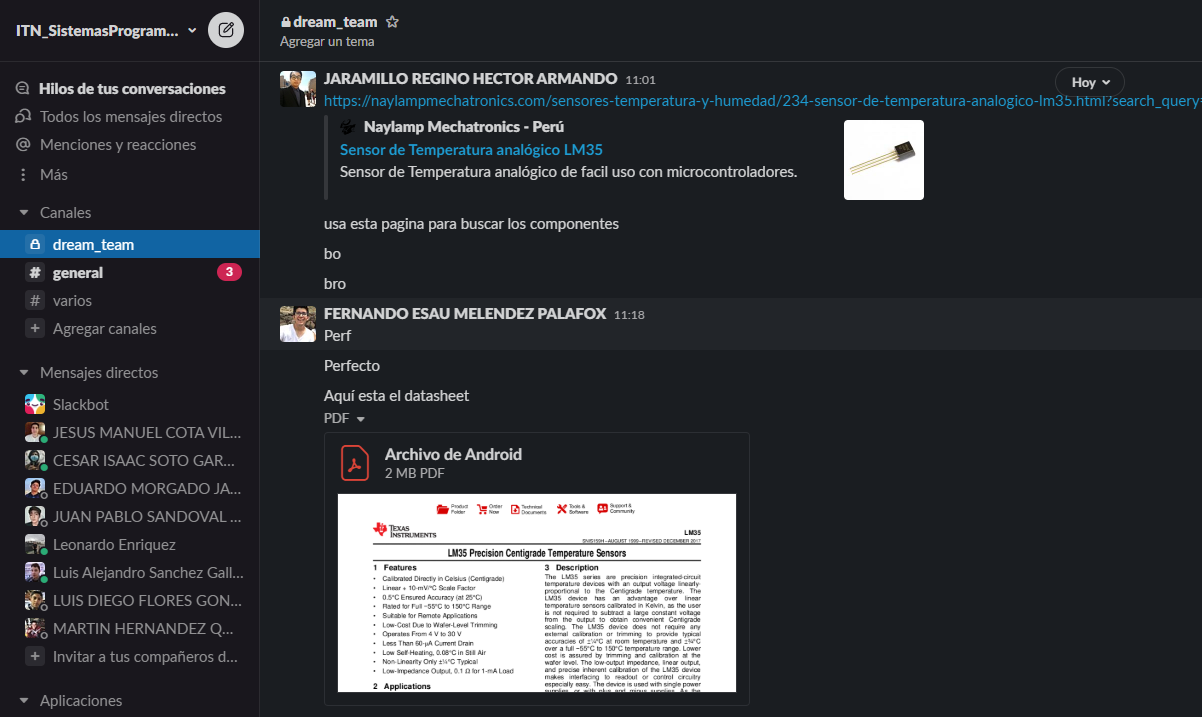 ITN_SistemasProgram...
Hilos de tus conversaciones
Todos los mensajes directos
Menciones y reacciones
Más
Canales
dream_team
# general
3
# varios
+ Agregar canales
Mensajes directos
Slackbot
JESUS MANUEL COTA VIL...
CESAR ISAAC SOTO GAR...
EDUARDO MORGADO JA...
JUAN PABLO SANDOVAL ...
Leonardo Enriquez
Luis Alejandro Sanchez Gall...
LUIS DIEGO FLORES GON...
MARTIN HERNANDEZ Q...
+ Invitar a tus compañeros d...
Aplicaciones
dream_team
Agregar un tema
Hoy
JARAMILLO REGINO HECTOR ARMANDO 11:01
https://naylampmechatronics.com/sensores-temperatura-y-humedad/234-sensor-de-temperatura-analogico-lm35.html?search_query=
Naylamp Mechatronics - Perú
Sensor de Temperatura analógico LM35
Sensor de Temperatura analógico de facil uso con microcontroladores.
usa esta pagina para buscar los componentes
bo
bro
FERNANDO ESAU MELENDEZ PALAFOX 11:18
Perf
Perfecto
Aquí esta el datasheet
PDF
Archivo de Android
2 MB PDF
Product Folder
Order Now
Technical Documents
Tools & Software
Support & Community
TEXAS INSTRUMENTS
LM35
SNIS159H –AUGUST 1999–REVISED DECEMBER 2017
LM35 Precision Centigrade Temperature Sensors
1 Features
• Calibrated Directly in Celsius (Centigrade)
• Linear + 10-mV/°C Scale Factor
• 0.5°C Ensured Accuracy (at 25°C)
• Rated for Full −55°C to 150°C Range
• Suitable for Remote Applications
• Low-Cost Due to Wafer-Level Trimming
• Operates From 4 V to 30 V
• Less Than 60-μA Current Drain
• Low Self-Heating, 0.08°C in Still Air
• Non-Linearity Only ±¼°C Typical
• Low-Impedance Output, 0.1 Ω for 1-mA Load
2 Applications
3 Description
The LM35 series are precision integrated-circuit
temperature devices with an output voltage linearly-
proportional to the Centigrade temperature. The
LM35 device has an advantage over linear
temperature sensors calibrated in Kelvin, as the user
is not required to subtract a large constant voltage
from the output to obtain convenient Centigrade
scaling. The LM35 device does not require any
external calibration or trimming to provide typical
accuracies of ±¼°C at room temperature and ±¾°C
over a full −55°C to 150°C temperature range. Lower
cost is assured by trimming and calibration at the
wafer level. The low-output impedance, linear output,
and precise inherent calibration of the LM35 device
makes interfacing to readout or control circuitry
especially easy. The device is used with single power
supplies, or with plus and minus supplies. As the